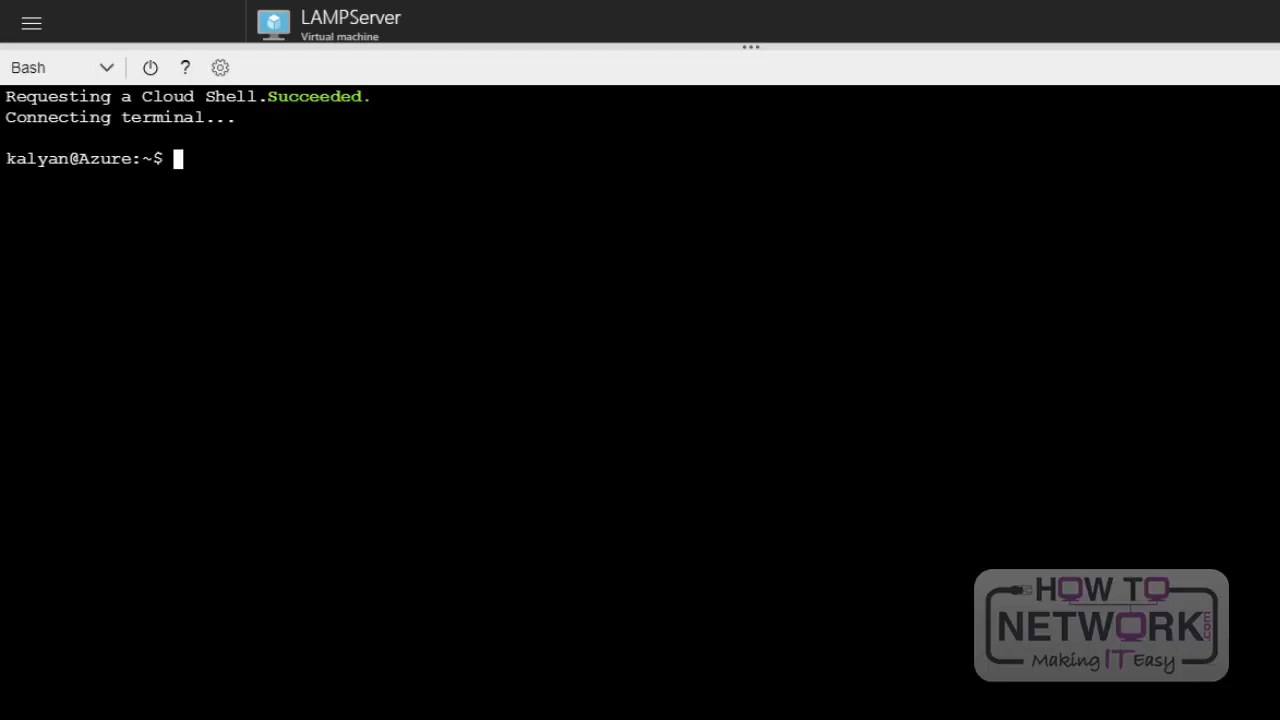 LAMPServer
Virtual machine
Bash
?
Requesting a Cloud Shell.Succeeded.
Connecting terminal...
kalyan@Azure:~$
HOW TO
NETWORK.com
Making IT Easy